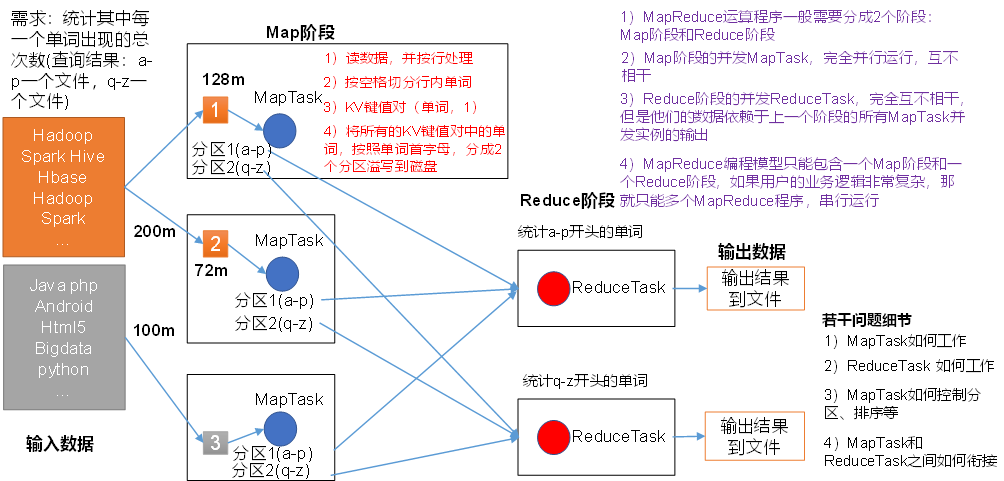 需求：统计其中每
一个单词出现的总
次数(查询结果：a-
p一个文件，q-z一
个文件)
Hadoop
Spark Hive
Hbase
Hadoop
Spark
…
200m
Java php
Android
Html5
Bigdata
python
…
100m
输入数据
Map阶段
128m
1
MapTask
分区1(a-p)
分区2(q-z)
1）读数据，并按行处理
2）按空格切分行内单词
3）KV键值对（单词，1）
4）将所有的KV键值对中的单
词，按照单词首字母，分成2
个分区溢写到磁盘
2
72m
MapTask
分区1(a-p)
分区2(q-z)
3
MapTask
分区1(a-p)
分区2(q-z)
Reduce阶段
统计a-p开头的单词
ReduceTask
统计q-z开头的单词
ReduceTask
输出数据
输出结果
到文件
输出结果
到文件
1）MapReduce运算程序一般需要分成2个阶段：
Map阶段和Reduce阶段
2）Map阶段的并发MapTask，完全并行运行，互不
相干
3）Reduce阶段的并发ReduceTask，完全互不相干，
但是他们的数据依赖于上一个阶段的所有MapTask并
发实例的输出
4）MapReduce编程模型只能包含一个Map阶段和一
个Reduce阶段，如果用户的业务逻辑非常复杂，那
就只能多个MapReduce程序，串行运行
若干问题细节
1）MapTask如何工作
2）ReduceTask 如何工作
3）MapTask如何控制分
区、排序等
4）MapTask和
ReduceTask之间如何衔接